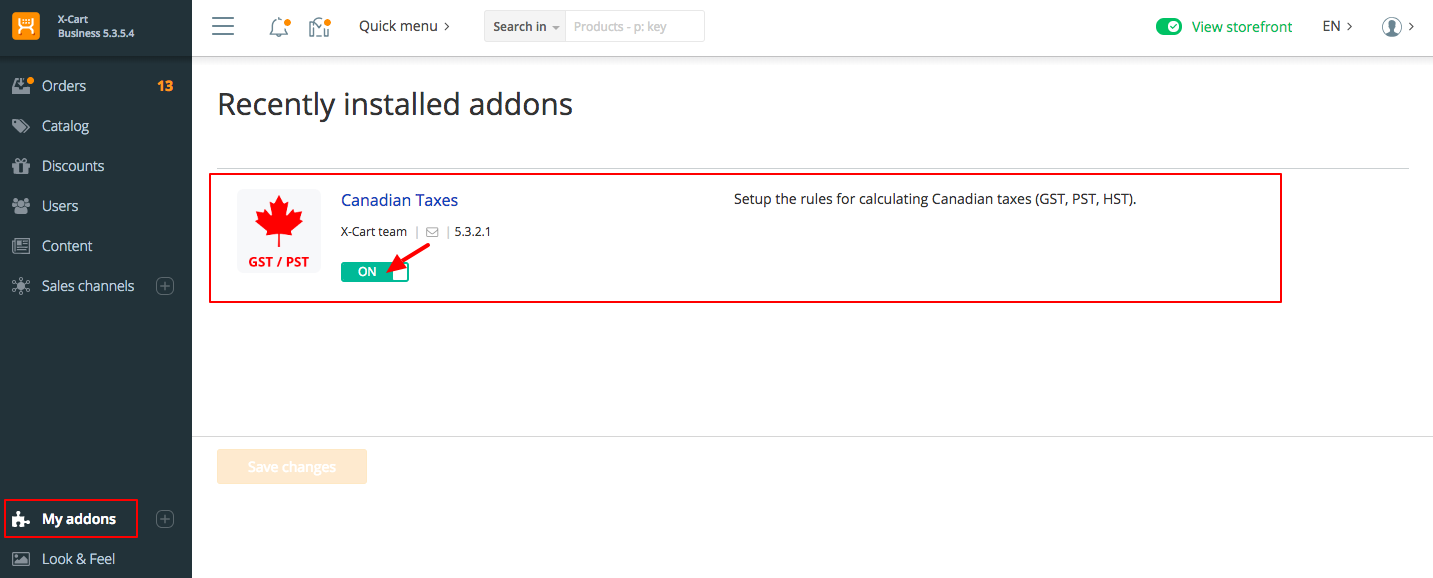 X-Cart
Business 5.3.5.4
Quick menu
Search in
Products - p: key
View storefront
EN
Orders 13
Catalog
Discounts
Users
Content
Sales channels
My addons
Look & Feel
Recently installed addons
GST / PST
Canadian Taxes
X-Cart team | | 5.3.2.1
ON
Setup the rules for calculating Canadian taxes (GST, PST, HST).
Save changes